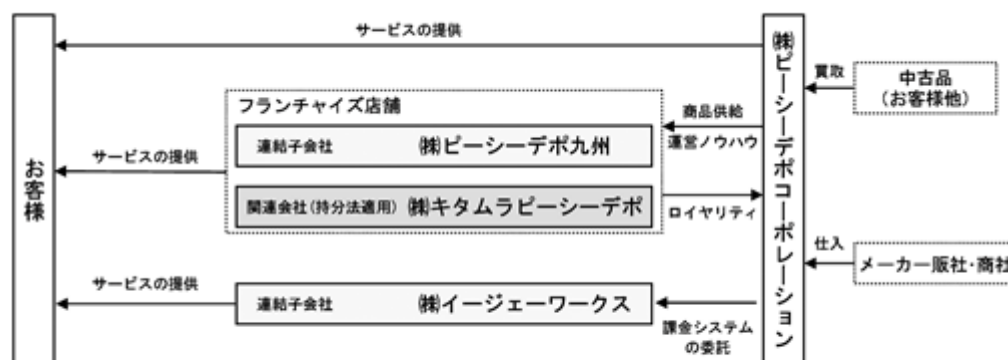 サービスの提供
フランチャイズ店舗
連結子会社 ㈱ピーシーデポ九州
関連会社(持分法適用) ㈱キタムラピーシーデポ
サービスの提供
お客様
商品供給
運営ノウハウ
ロイヤリティ
㈱ピーシーデポコーポレーション
買取
中古品
(お客様他)
仕入
メーカー販社・商社
サービスの提供
連結子会社 ㈱イージェーワークス
課金システム
の委託